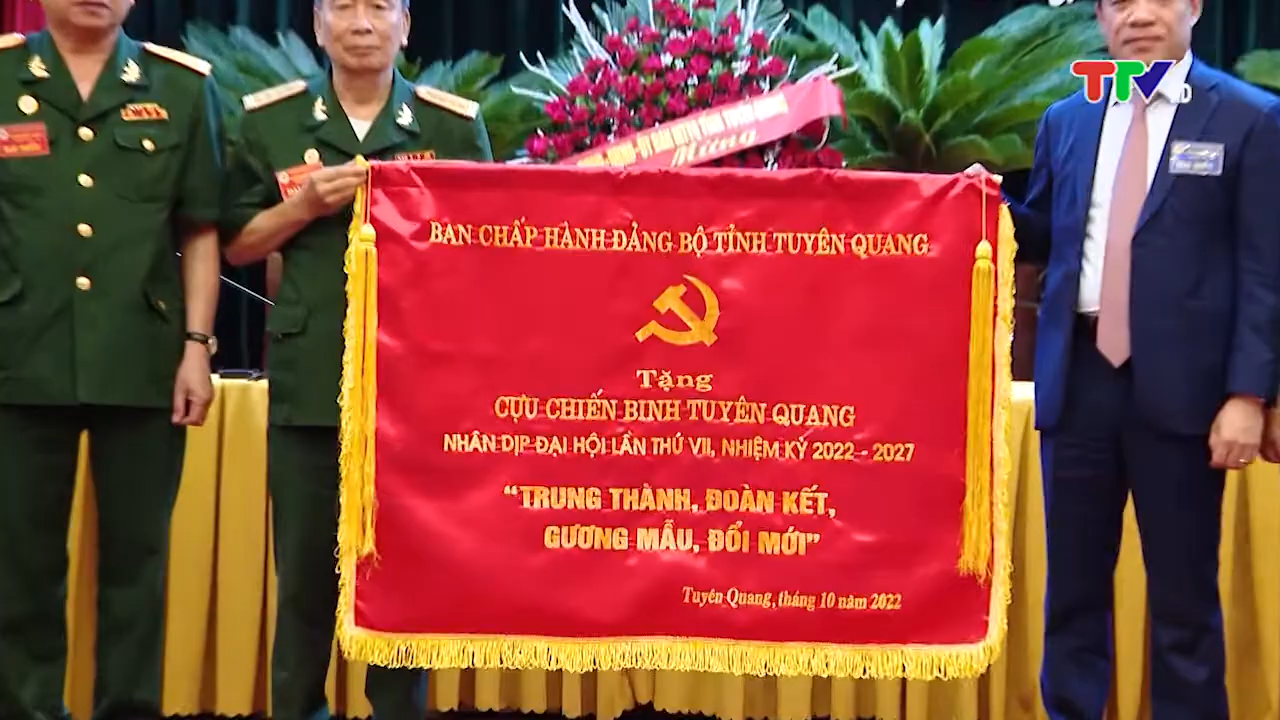 TTV
BAN CHẤP HÀNH ĐẢNG BỘ TỈNH TUYÊN QUANG
Tặng
CỰU CHIẾN BINH TUYÊN QUANG
NHÂN DỊP ĐẠI HỘI LẦN THỨ VII, NHIỆM KỲ 2022 - 2027
“TRUNG THÀNH, ĐOÀN KẾT,
GƯƠNG MẪU, ĐỔI MỚI”
Tuyên Quang, tháng 10 năm 2022